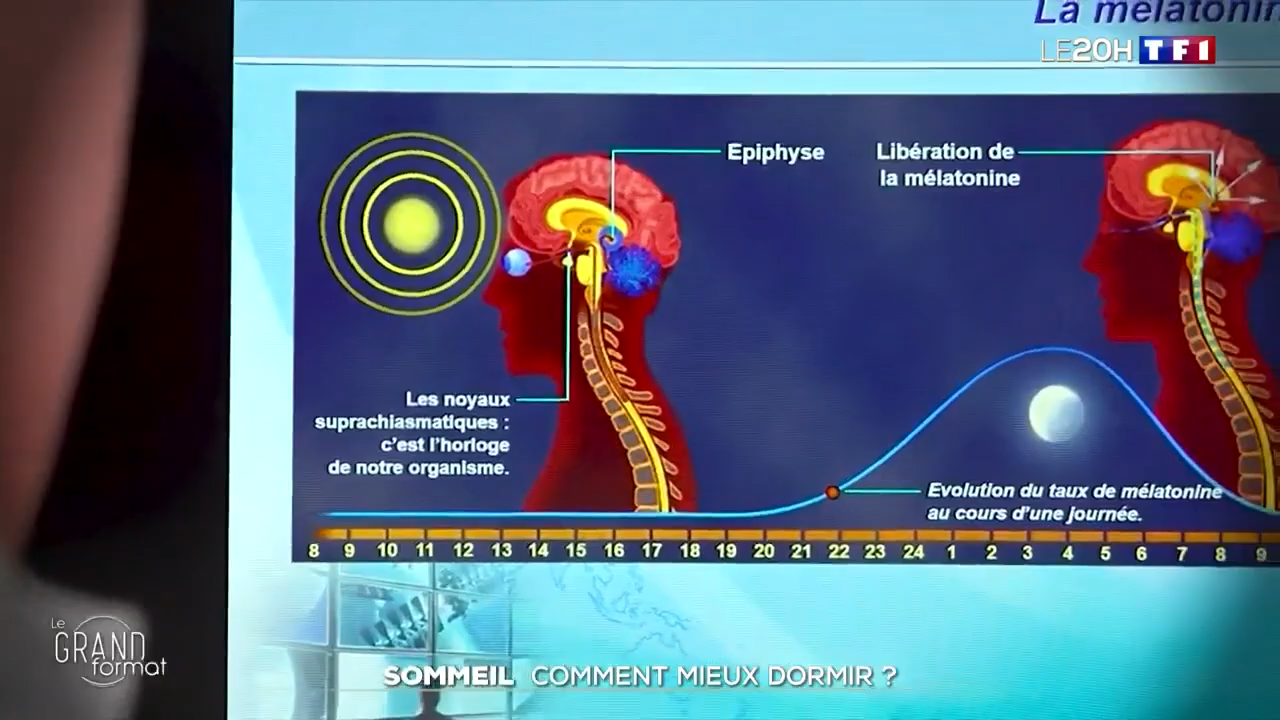 La mélatonin
LE20H TF1
Epiphyse
Libération de
la mélatonine
Les noyaux
suprachiasmatiques :
c'est l'horloge
de notre organisme.
Evolution du taux de mélatonine
au cours d'une journée.
8 9 10 11 12 13 14 15 16 17 18 19 20 21 22 23 24 1 2 3 4 5 6 7 8 9
Le
GRAND
format
SOMMEIL COMMENT MIEUX DORMIR ?